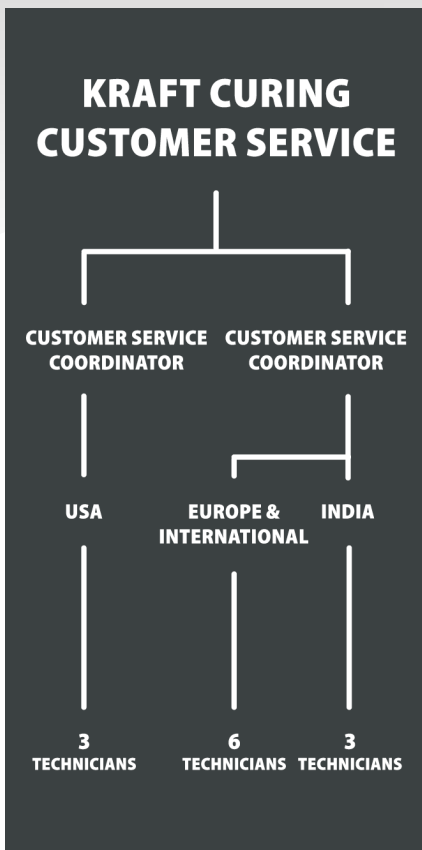 KRAFT CURING
CUSTOMER SERVICE
CUSTOMER SERVICE
COORDINATOR
CUSTOMER SERVICE
COORDINATOR
USA
EUROPE &
INTERNATIONAL
INDIA
3
TECHNICIANS
6
TECHNICIANS
3
TECHNICIANS